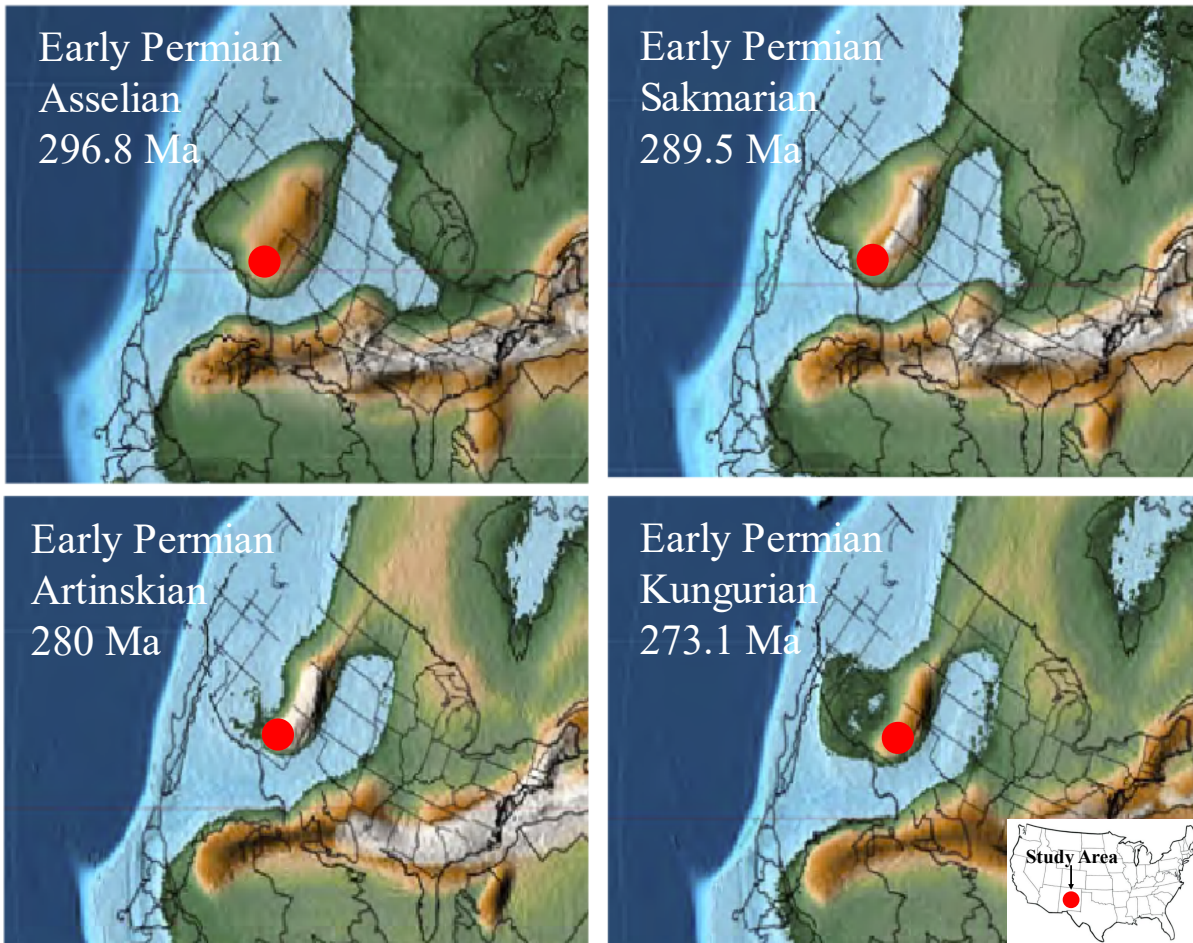 Early Permian
Asselian
296.8 Ma
Early Permian
Sakmarian
289.5 Ma
Early Permian
Artinskian
280 Ma
Early Permian
Kungurian
273.1 Ma
Study Area